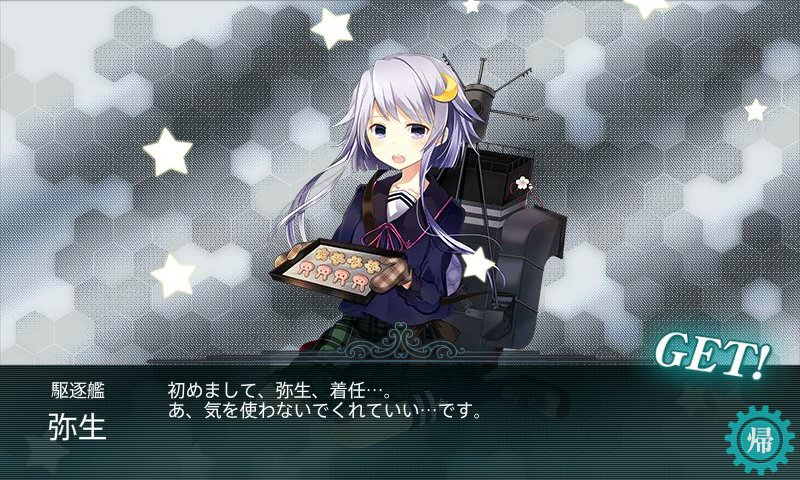 GET!
駆逐艦
弥生
初めまして、弥生、着任…。
あ、気を使わないでくれていい…です。
帰